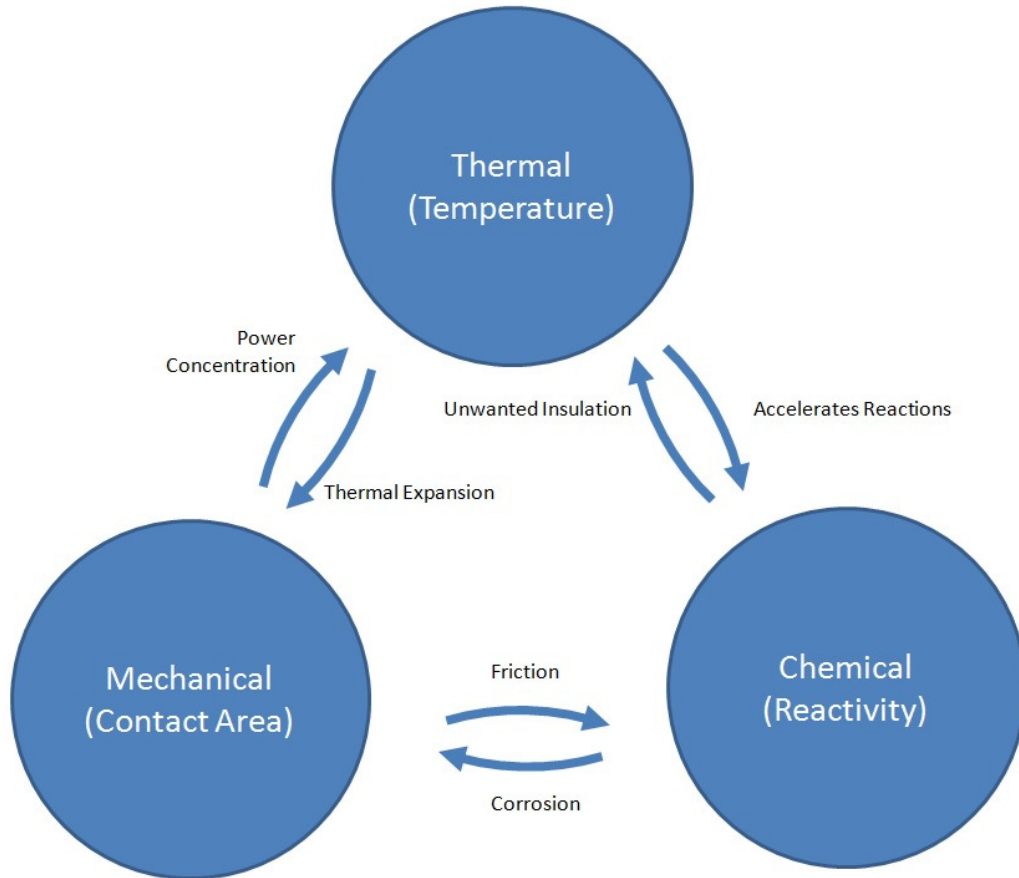 Thermal
(Temperature)
Power
Concentration
Unwanted Insulation
Accelerates Reactions
Thermal Expansion
Mechanical
(Contact Area)
Friction
Chemical
(Reactivity)
Corrosion